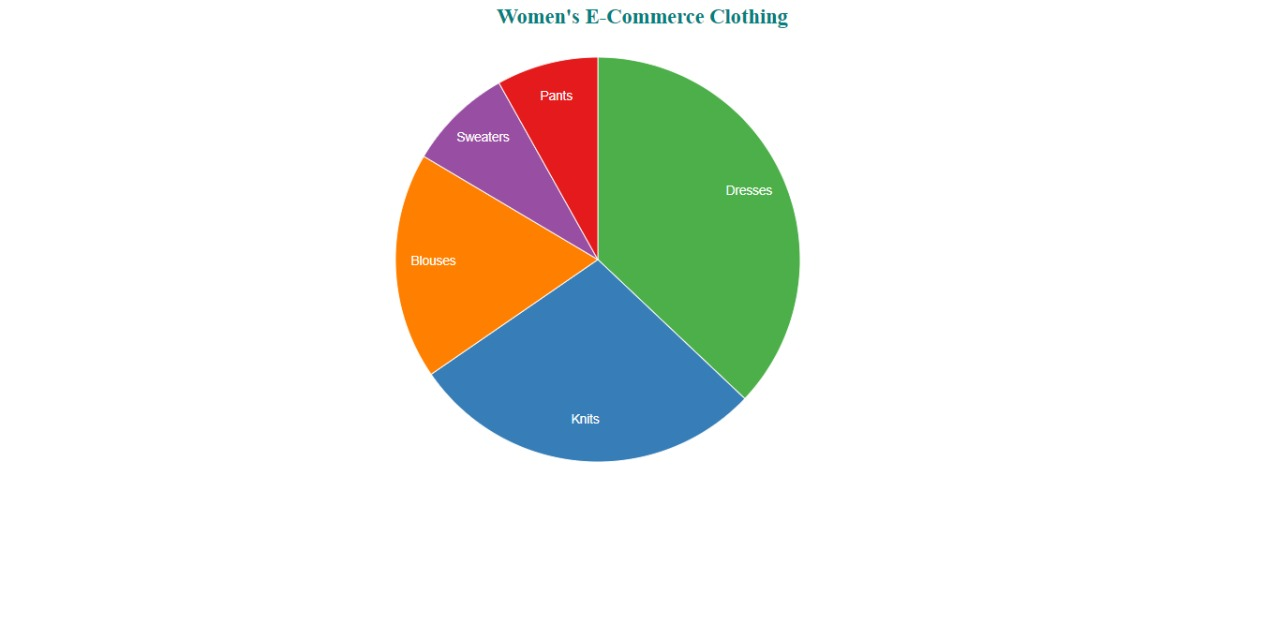 Women's E-Commerce Clothing
Pants
Sweaters
Dresses
Blouses
Knits